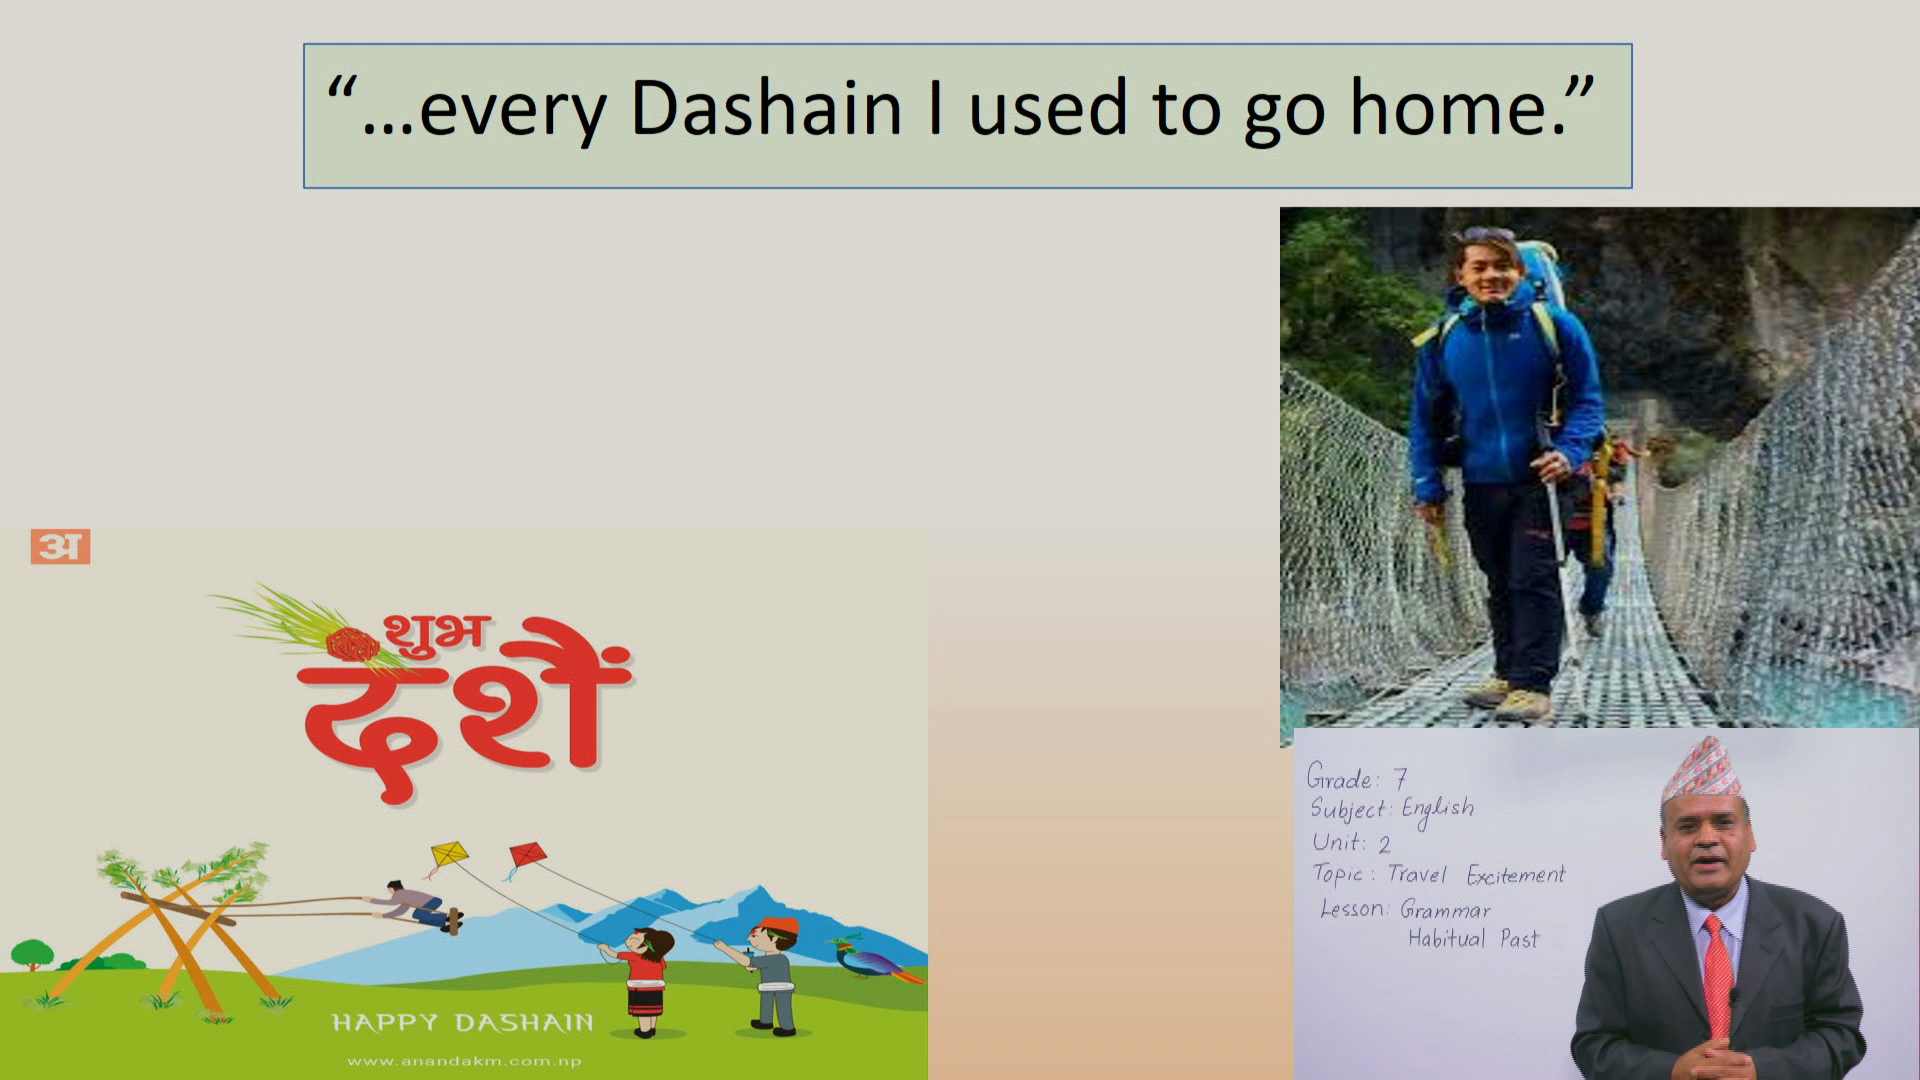 “...every Dashain I used to go home.”
अ
शुभ
दशैं
HAPPY DASHAIN
www.anandakm.com.np
Grade: 7
Subject: English
Unit: 2
Topic: Travel Excitement
Lesson: Grammar
Habitual Past